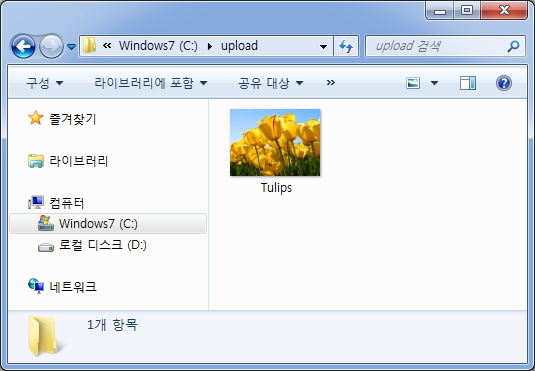 « Windows7 (C:) ▸ upload
upload 검색
구성 ▼ 라이브러리에 포함 ▼ 공유 대상 ▼ »
즐겨찾기
라이브러리
컴퓨터
Windows7 (C:)
로컬 디스크 (D:)
네트워크
Tulips
1개 항목